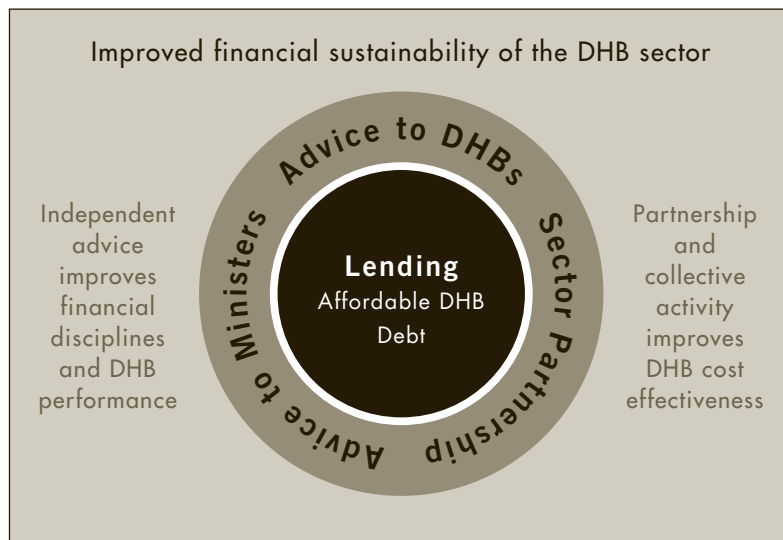 Improved financial sustainability of the DHB sector
Advice to DHBs
Sector Partnership
Advice to Ministers
Independent
advice
improves
financial
disciplines
and DHB
performance
Lending
Affordable DHB
Debt
Partnership
and
collective
activity
improves
DHB cost
effectiveness